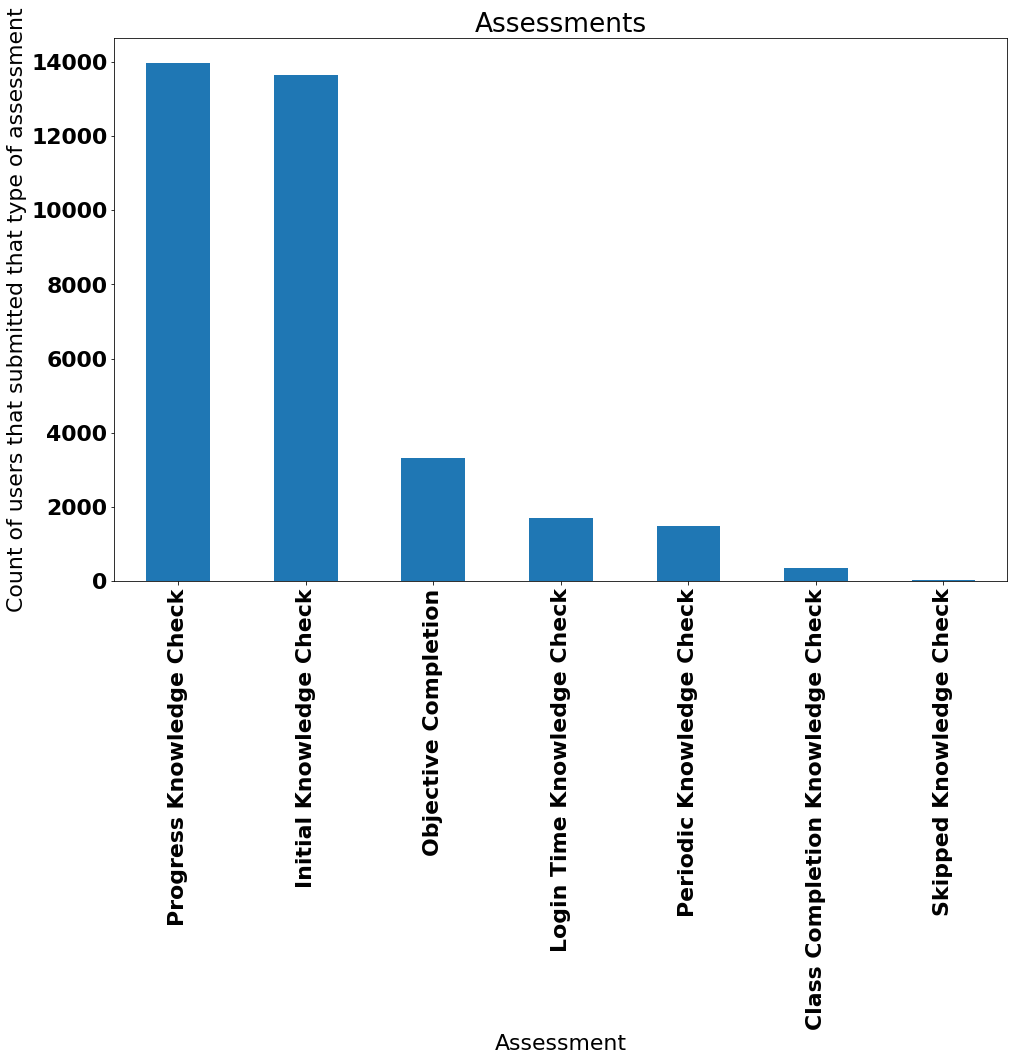 Assessments
Count of users that submitted that type of assessment
14000
12000
10000
8000
6000
4000
2000
0
Progress Knowledge Check
Initial Knowledge Check
Objective Completion
Login Time Knowledge Check
Periodic Knowledge Check
Class Completion Knowledge Check
Skipped Knowledge Check
Assessment